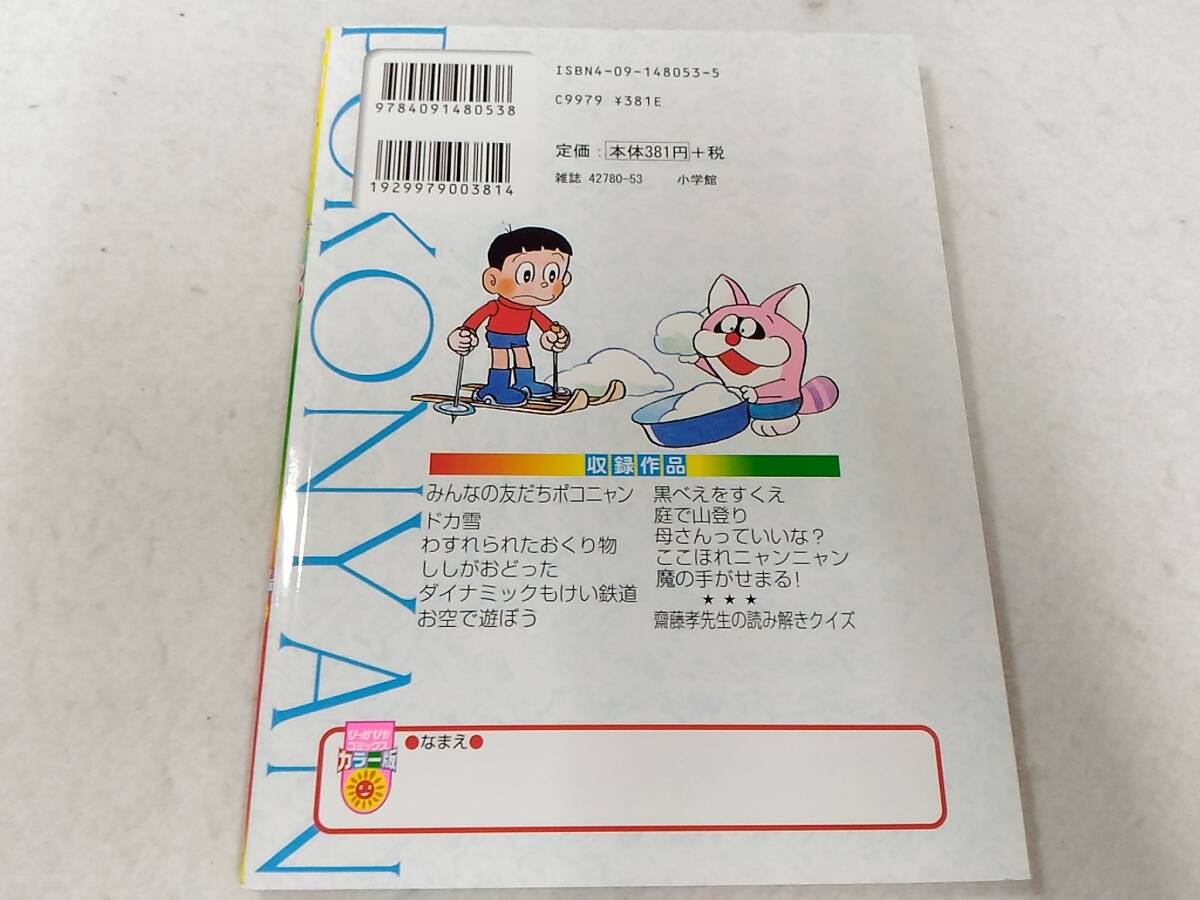 POKONYAN
9784091480538
1929979003814
ISBN4-09-148053-5
C9979 ¥381E
定価：本体381円＋税
雑誌 42780-53 小学館
収録作品
みんなの友だちポコニャン
ドカ雪
わすれられたおくり物
ししがおどった
ダイナミックもけい鉄道
お空で遊ぼう
黒べえをすくえ
庭で山登り
母さんっていいな？
ここほれニャンニャン
魔の手がせまる！
★★★
齋藤孝先生の読み解きクイズ
ぴっかぴか
コミックス
カラー版
●なまえ●